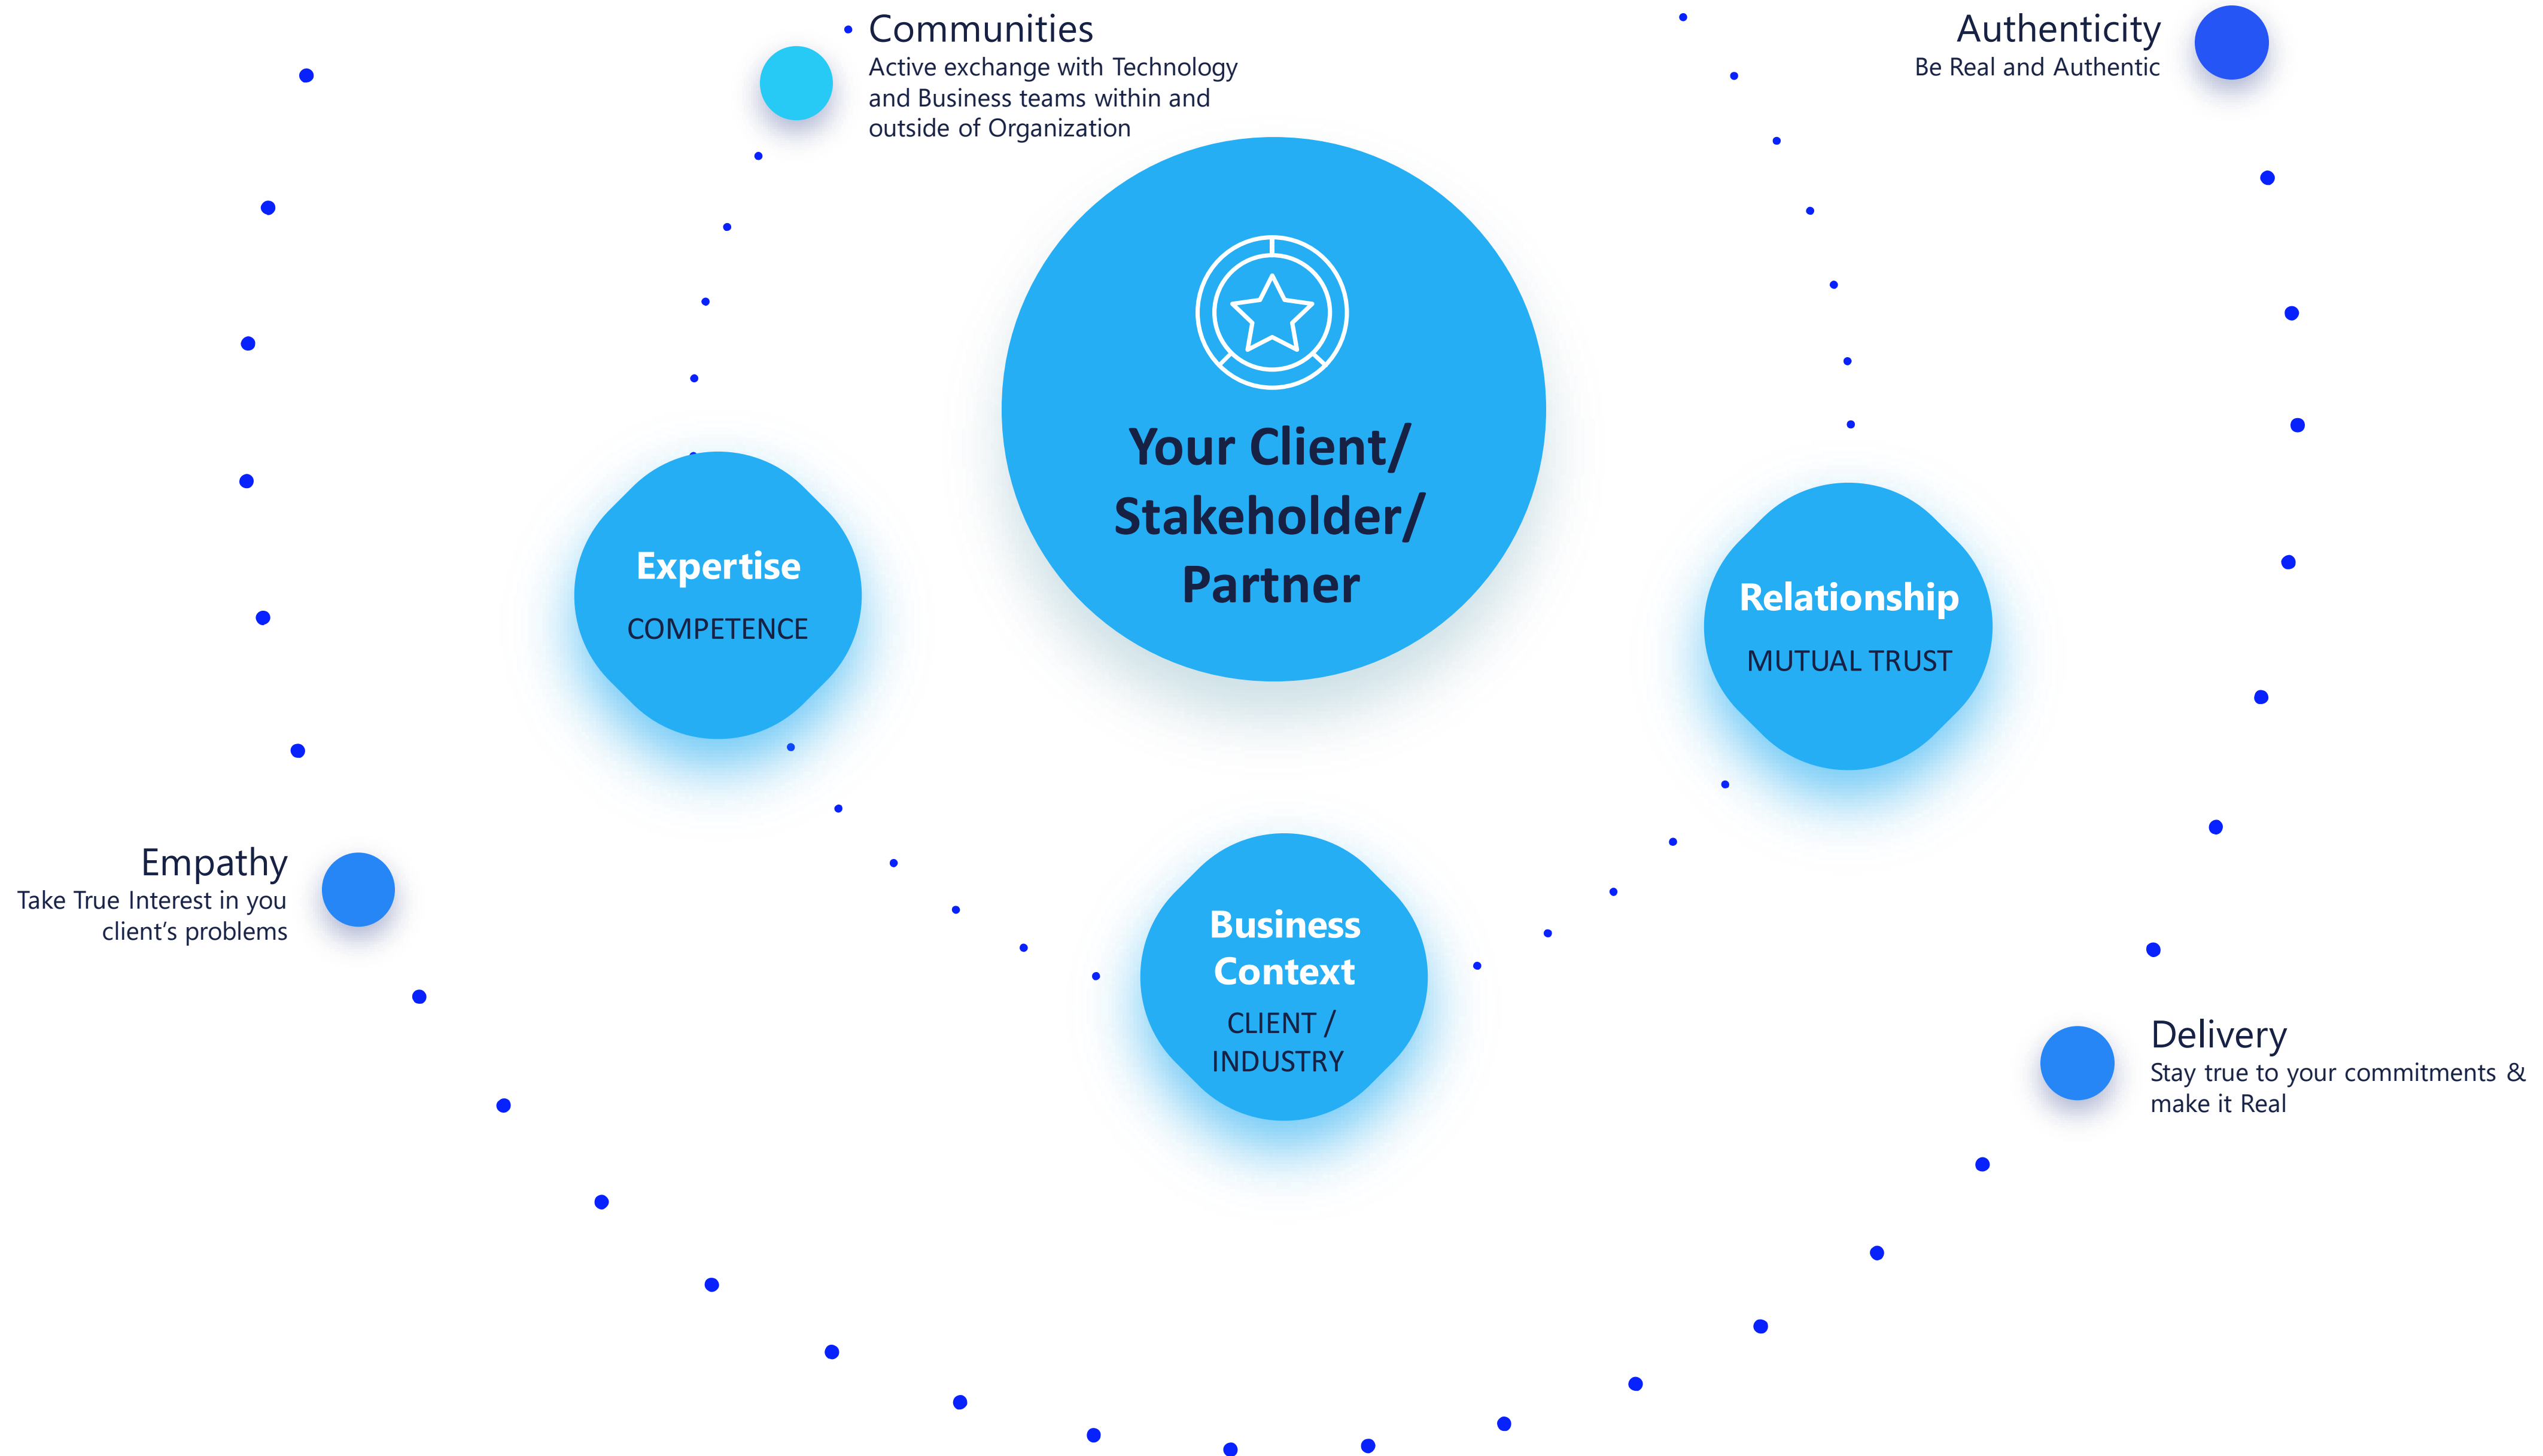 Communities
Active exchange with Technology
and Business teams within and
outside of Organization
Authenticity
Be Real and Authentic
Your Client/
Stakeholder/
Partner
Expertise
COMPETENCE
Relationship
MUTUAL TRUST
Empathy
Take True Interest in you
client’s problems
Business
Context
CLIENT /
INDUSTRY
Delivery
Stay true to your commitments &
make it Real